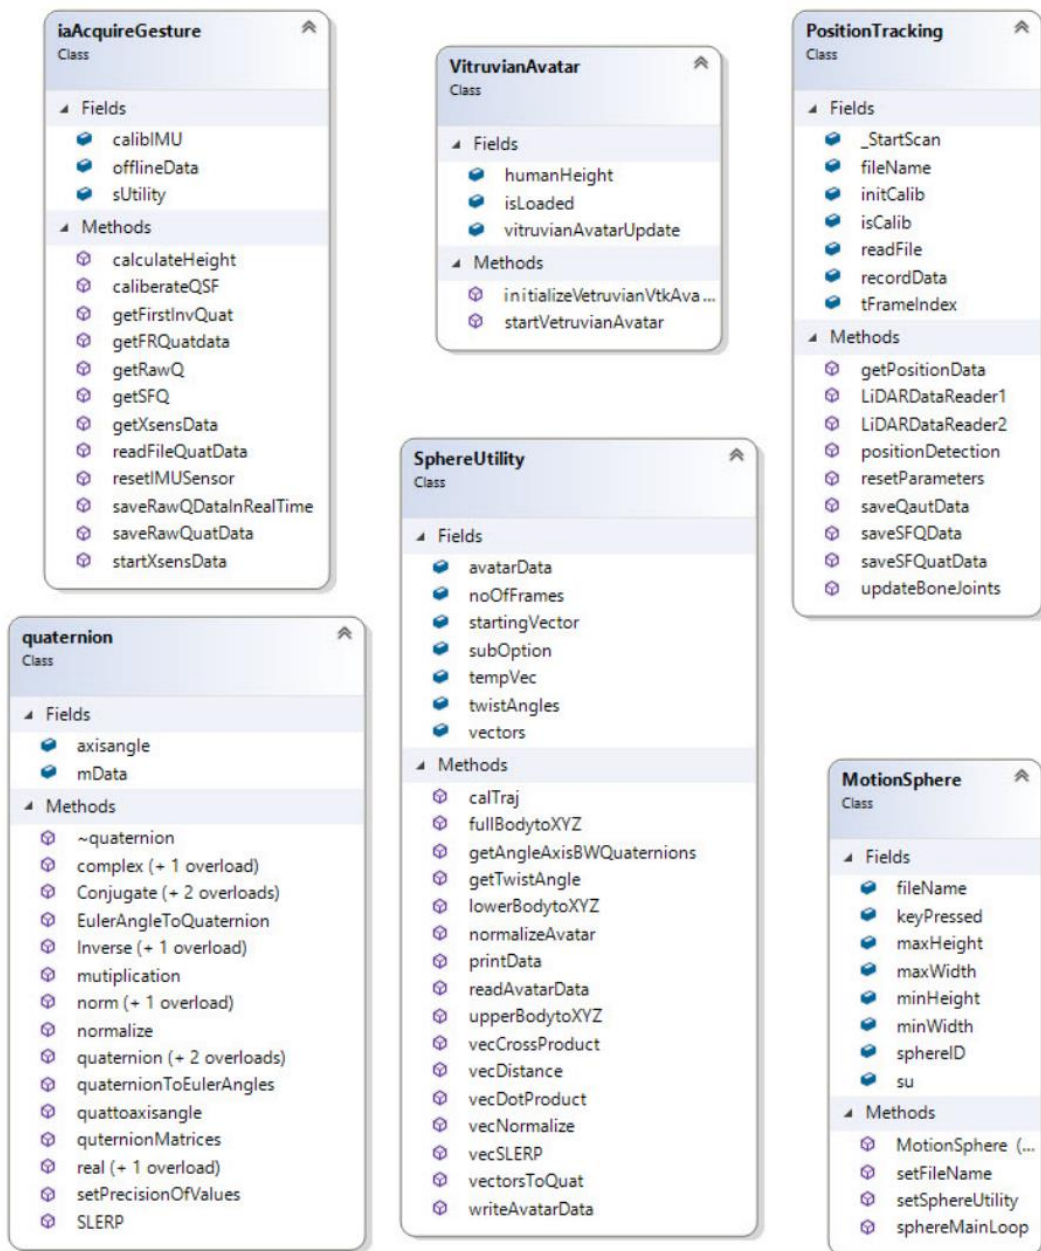 iaAcquireGesture
Class
Fields
calibIMU
offlineData
sUtility
Methods
calculateHeight
caliberateQSF
getFirstInvQuat
getFRQuatdata
getRawQ
getSFQ
getXsensData
readFileQuatData
resetIMUSensor
saveRawQDataInRealTime
saveRawQuatData
startXsensData
VitruvianAvatar
Class
Fields
humanHeight
isLoaded
vitruvianAvatarUpdate
Methods
initializeVetruvianVtkAva...
startVetruvianAvatar
PositionTracking
Class
Fields
_StartScan
fileName
initCalib
isCalib
readFile
recordData
tFrameIndex
Methods
getPositionData
LiDARDataReader1
LiDARDataReader2
positionDetection
resetParameters
saveQautData
saveSFQData
saveSFQuatData
updateBoneJoints
quaternion
Class
Fields
axisangle
mData
Methods
~quaternion
complex (+ 1 overload)
Conjugate (+ 2 overloads)
EulerAngleToQuaternion
Inverse (+ 1 overload)
mutiplication
norm (+ 1 overload)
normalize
quaternion (+ 2 overloads)
quaternionToEulerAngles
quattoaxisangle
quternionMatrices
real (+ 1 overload)
setPrecisionOfValues
SLERP
SphereUtility
Class
Fields
avatarData
noOfFrames
startingVector
subOption
tempVec
twistAngles
vectors
Methods
calTraj
fullBodytoXYZ
getAngleAxisBWQuaternions
getTwistAngle
lowerBodytoXYZ
normalizeAvatar
printData
readAvatarData
upperBodytoXYZ
vecCrossProduct
vecDistance
vecDotProduct
vecNormalize
vecSLERP
vectorsToQuat
writeAvatarData
MotionSphere
Class
Fields
fileName
keyPressed
maxHeight
maxWidth
minHeight
minWidth
sphereID
su
Methods
MotionSphere (...
setFileName
setSphereUtility
sphereMainLoop